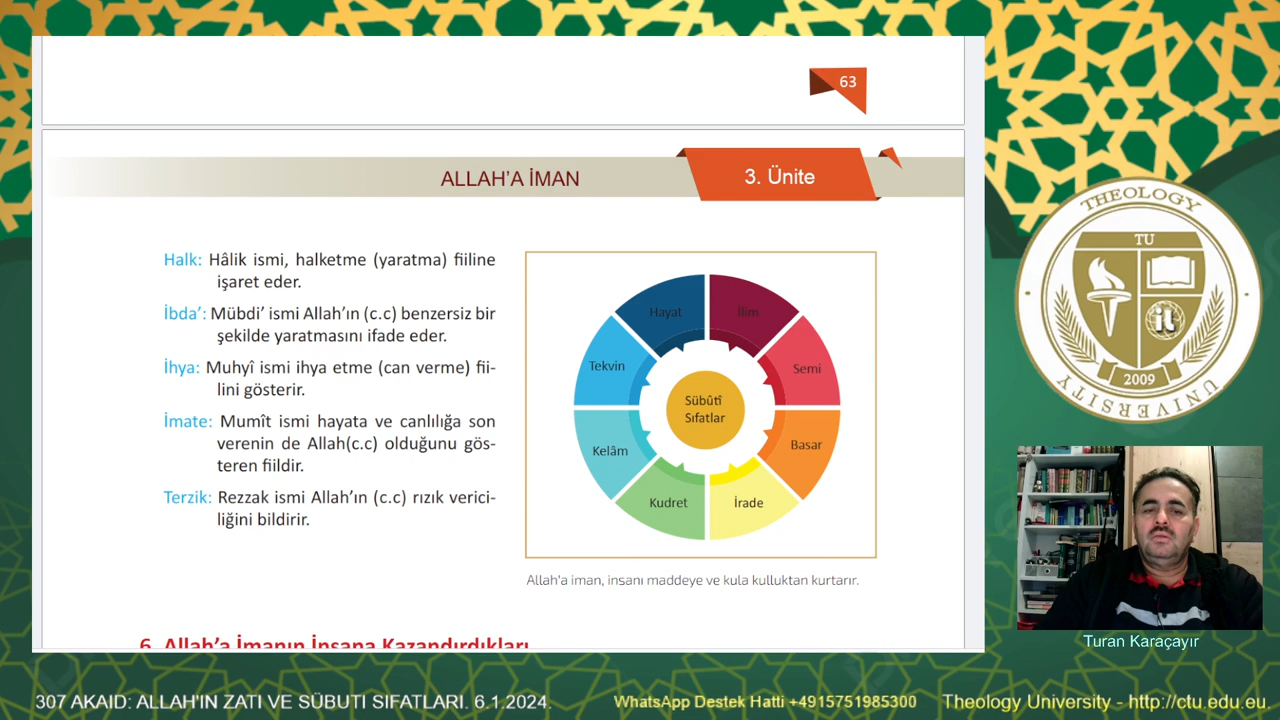 63
ALLAH'A İMAN
3. Ünite
Halk: Hâlik ismi, halketme (yaratma) fiiline
işaret eder.
İbda’: Mübdi’ ismi Allah’ın (c.c) benzersiz bir
şekilde yaratmasını ifade eder.
İhya: Muhyî ismi ihya etme (can verme) fii-
lini gösterir.
İmate: Mumît ismi hayata ve canlılığa son
verenin de Allah(c.c) olduğunu gös-
teren fiildir.
Terzik: Rezzak ismi Allah’ın (c.c) rızık verici-
liğini bildirir.
Hayat
İlim
Semi
Basar
İrade
Kudret
Kelâm
Tekvin
Sübûtî
Sıfatlar
Allah'a iman, insanı maddeye ve kula kulluktan kurtarır.
6. Allah’a İmanın İnsana Kazandırdıkları
THEOLOGY
TU
2009
UNIVERSITY
Turan Karaçayır
307 AKAID: ALLAH'IN ZATI VE SÜBUTI SIFATLARI. 6.1.2024.
WhatsApp Destek Hatti +4915751985300
Theology University - http://ctu.edu.eu.